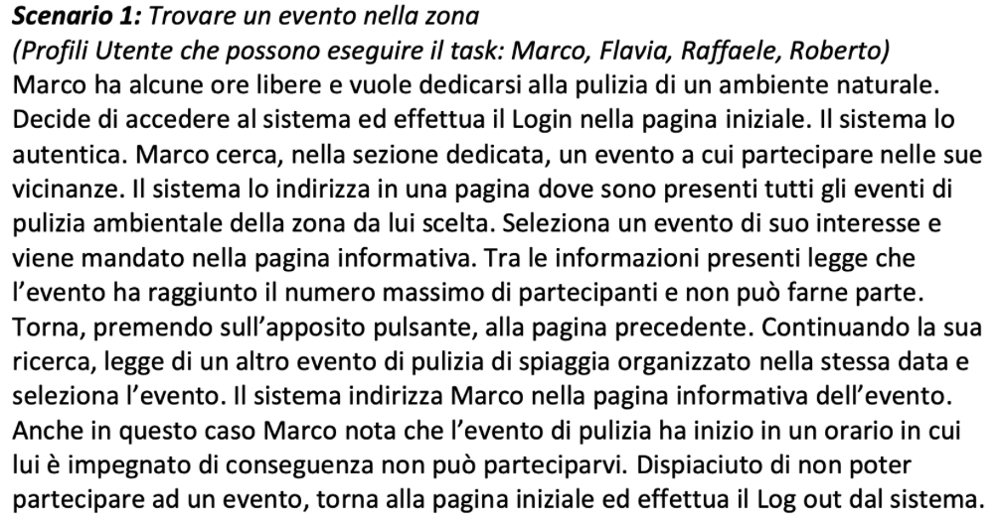 Scenario 1: Trovare un evento nella zona
(Profili Utente che possono eseguire il task: Marco, Flavia, Raffaele, Roberto)
Marco ha alcune ore libere e vuole dedicarsi alla pulizia di un ambiente naturale.
Decide di accedere al sistema ed effettua il Login nella pagina iniziale. Il sistema lo
autentica. Marco cerca, nella sezione dedicata, un evento a cui partecipare nelle sue
vicinanze. Il sistema lo indirizza in una pagina dove sono presenti tutti gli eventi di
pulizia ambientale della zona da lui scelta. Seleziona un evento di suo interesse e
viene mandato nella pagina informativa. Tra le informazioni presenti legge che
l’evento ha raggiunto il numero massimo di partecipanti e non può farne parte.
Torna, premendo sull’apposito pulsante, alla pagina precedente. Continuando la sua
ricerca, legge di un altro evento di pulizia di spiaggia organizzato nella stessa data e
seleziona l’evento. Il sistema indirizza Marco nella pagina informativa dell’evento.
Anche in questo caso Marco nota che l’evento di pulizia ha inizio in un orario in cui
lui è impegnato di conseguenza non può parteciparvi. Dispiaciuto di non poter
partecipare ad un evento, torna alla pagina iniziale ed effettua il Log out dal sistema.